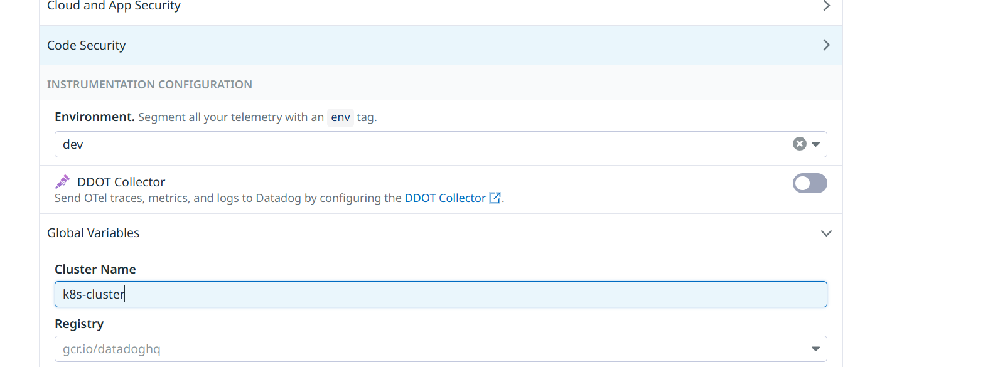 Cloud and App Security
Code Security
INSTRUMENTATION CONFIGURATION
Environment. Segment all your telemetry with an env tag.
dev
DDOT Collector
Send OTel traces, metrics, and logs to Datadog by configuring the DDOT Collector.
Global Variables
Cluster Name
k8s-cluster
Registry
gcr.io/datadoghq